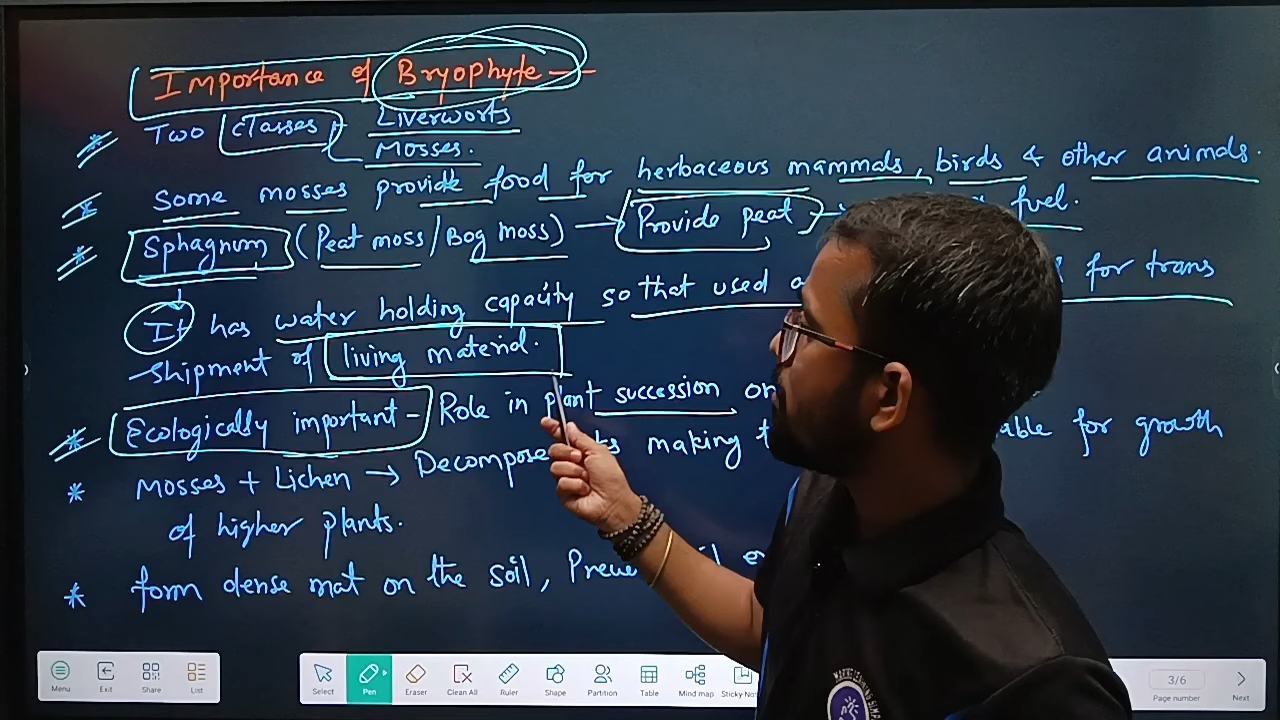 Importance of Bryophyte -
* Two classes Liverworts
Mosses.
* Some mosses provide food for herbaceous mammals, birds & other animals.
* Sphagnum (Peat moss/Bog moss) → Provide peat → fuel.
It has water holding capacity so that used for trans
-shipment of living material.
* Ecologically important - Role in plant succession on
* Mosses + Lichen → Decompose rocks making for growth
of higher plants.
* form dense mat on the soil,
Menu Exit Share List Select Pen Eraser Clean All Ruler Shape Partition Table Mind map 3/6 Page number Next